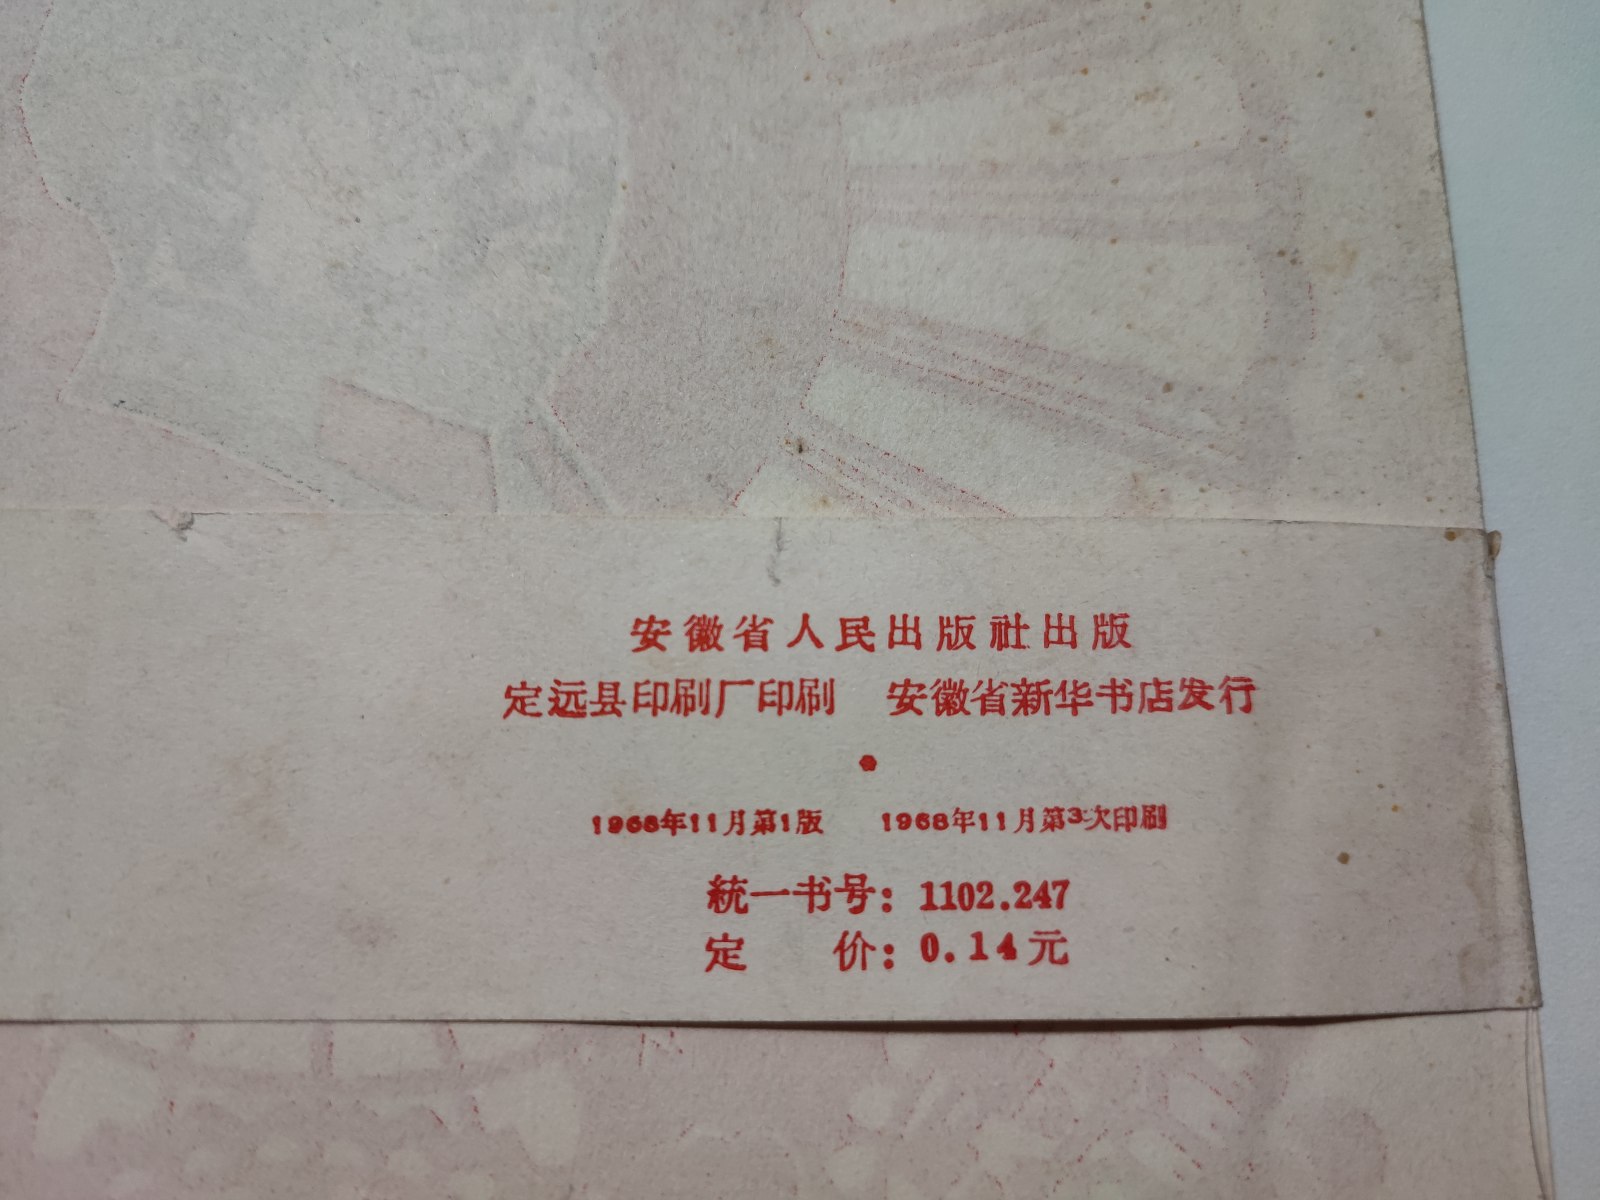 安徽省人民出版社出版
定远县印刷厂印刷 安徽省新华书店发行
1968年11月第1版 1968年11月第3次印刷
統一书号：1102.247
定 价：0.14元